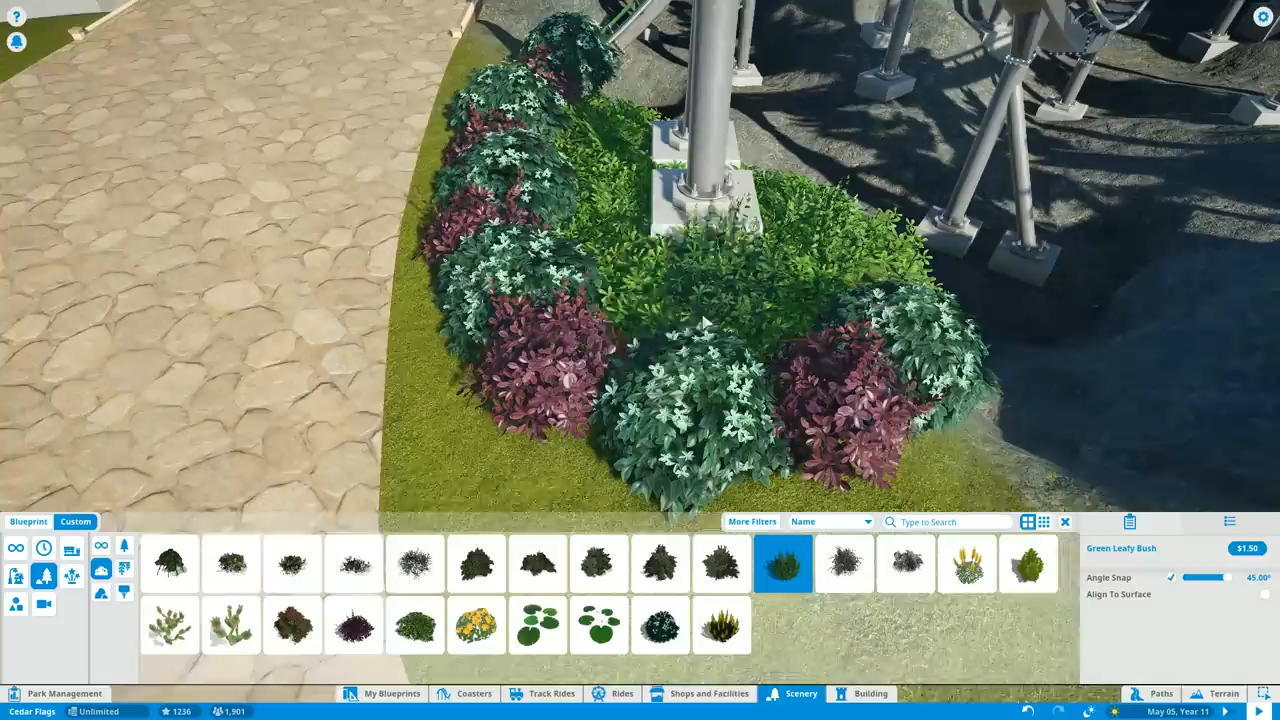 ?
Blueprint Custom More Filters Name Type to Search
Green Leafy Bush $1.50
Angle Snap 45.00°
Align To Surface
Park Management My Blueprints Coasters Track Rides Rides Shops and Facilities Scenery Building Paths Terrain
Cedar Flags Unlimited 1236 1,901 May 05, Year 11